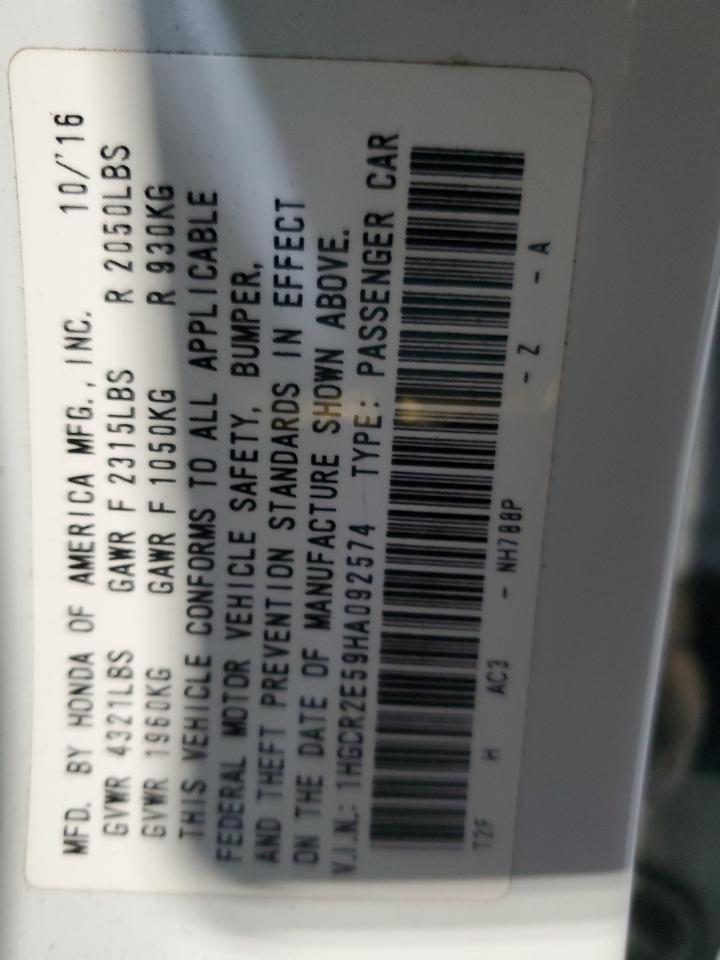 MFD. BY HONDA OF AMERICA MFG., INC. 10/'16
GVWR 4321LBS GAWR F 2315LBS R 2050LBS
GVWR 1960KG GAWR F 1050KG R 930KG
THIS VEHICLE CONFORMS TO ALL APPLICABLE
FEDERAL MOTOR VEHICLE SAFETY, BUMPER,
AND THEFT PREVENTION STANDARDS IN EFFECT
ON THE DATE OF MANUFACTURE SHOWN ABOVE.
V.I.N.: 1HGCR2E59HA092574 TYPE: PASSENGER CAR
T2F H AC3 - NH788P - Z - A